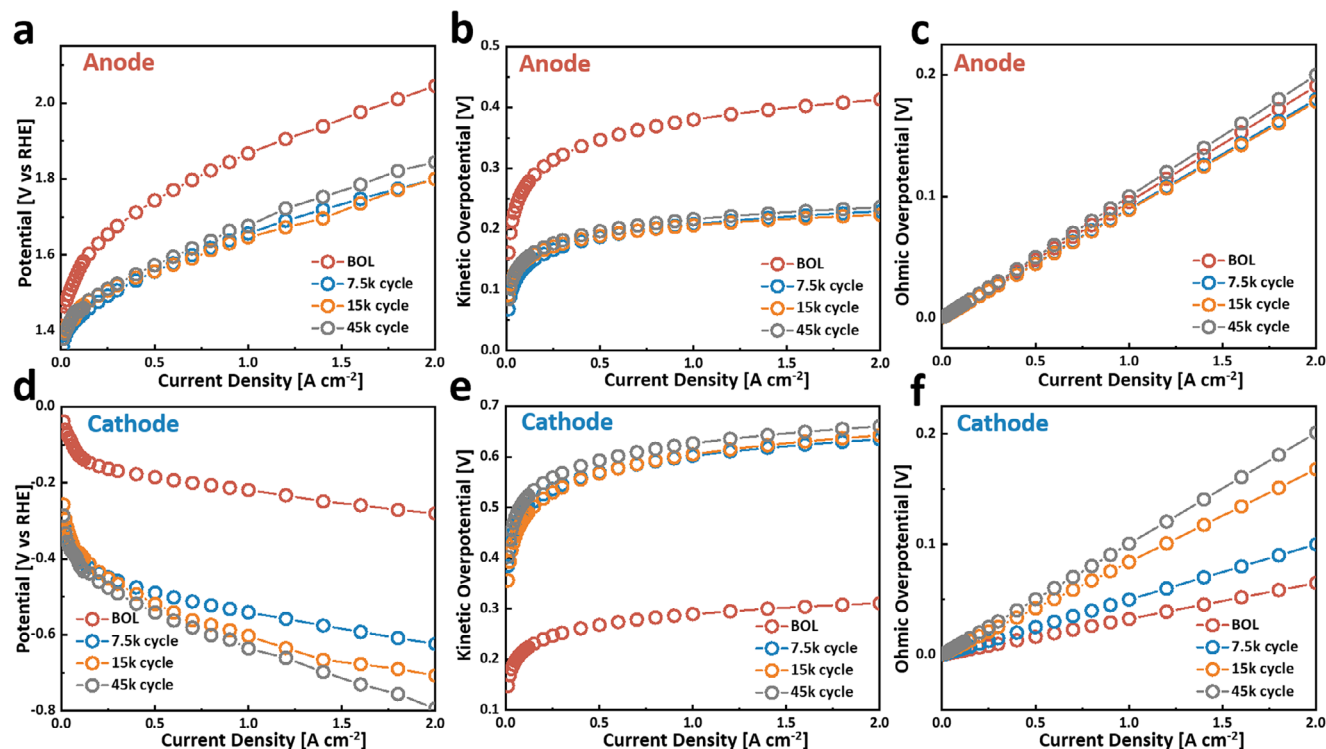 a
Anode
Potential [V vs RHE]
2.0
1.8
1.6
1.4
BOL
7.5k cycle
15k cycle
45k cycle
0.0 0.5 1.0 1.5 2.0
Current Density [A cm⁻²]
b
Anode
Kinetic Overpotential [V]
0.5
0.4
0.3
0.2
0.1
0.0
BOL
7.5k cycle
15k cycle
45k cycle
0.0 0.5 1.0 1.5 2.0
Current Density [A cm⁻²]
c
Anode
Ohmic Overpotential [V]
0.2
0.1
0.0
BOL
7.5k cycle
15k cycle
45k cycle
0.0 0.5 1.0 1.5 2.0
Current Density [A cm⁻²]
d
Cathode
Potential [V vs RHE]
0.0
-0.2
-0.4
-0.6
-0.8
BOL
7.5k cycle
15k cycle
45k cycle
0.0 0.5 1.0 1.5 2.0
Current Density [A cm⁻²]
e
Cathode
Kinetic Overpotential [V]
0.7
0.6
0.5
0.4
0.3
0.2
0.1
BOL
7.5k cycle
15k cycle
45k cycle
0.0 0.5 1.0 1.5 2.0
Current Density [A cm⁻²]
f
Cathode
Ohmic Overpotential [V]
0.2
0.1
0.0
BOL
7.5k cycle
15k cycle
45k cycle
0.0 0.5 1.0 1.5 2.0
Current Density [A cm⁻²]